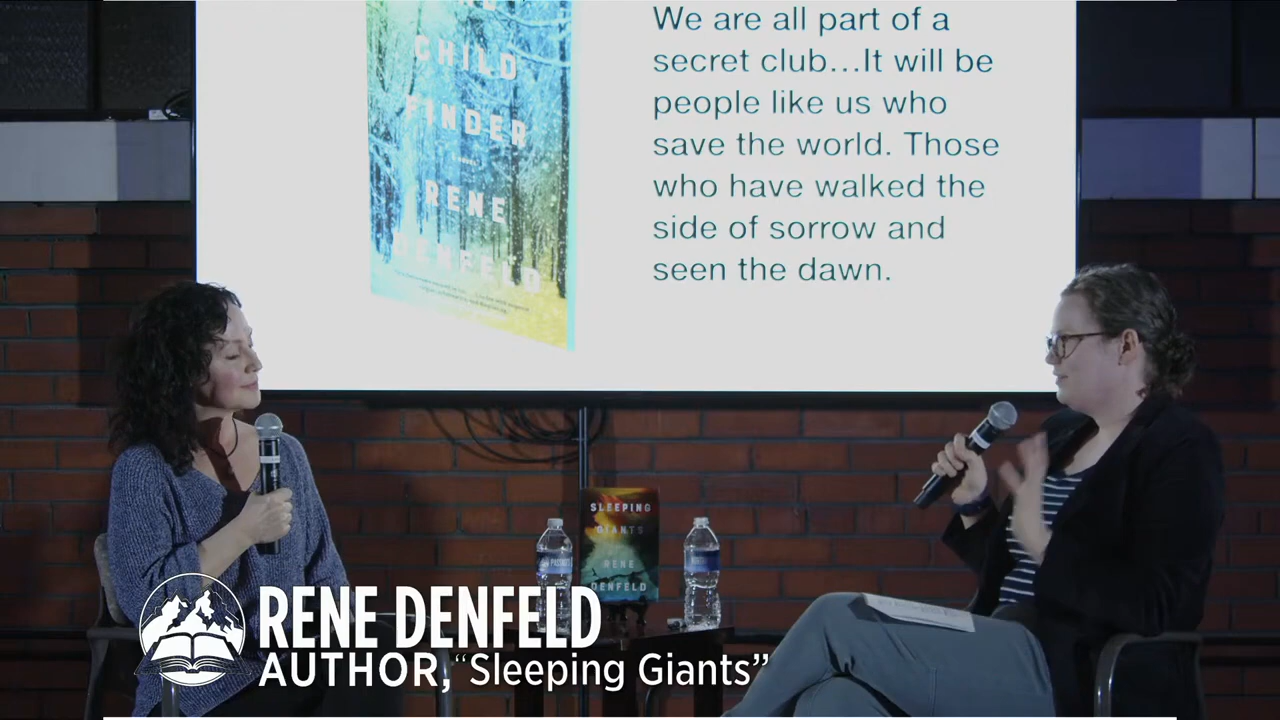 CHILD
FINDER
RENE
DENFELD
We are all part of a
secret club...It will be
people like us who
save the world. Those
who have walked the
side of sorrow and
seen the dawn.
SLEEPING
GIANTS
RENE
DENFELD
RENE DENFELD
AUTHOR, “Sleeping Giants”